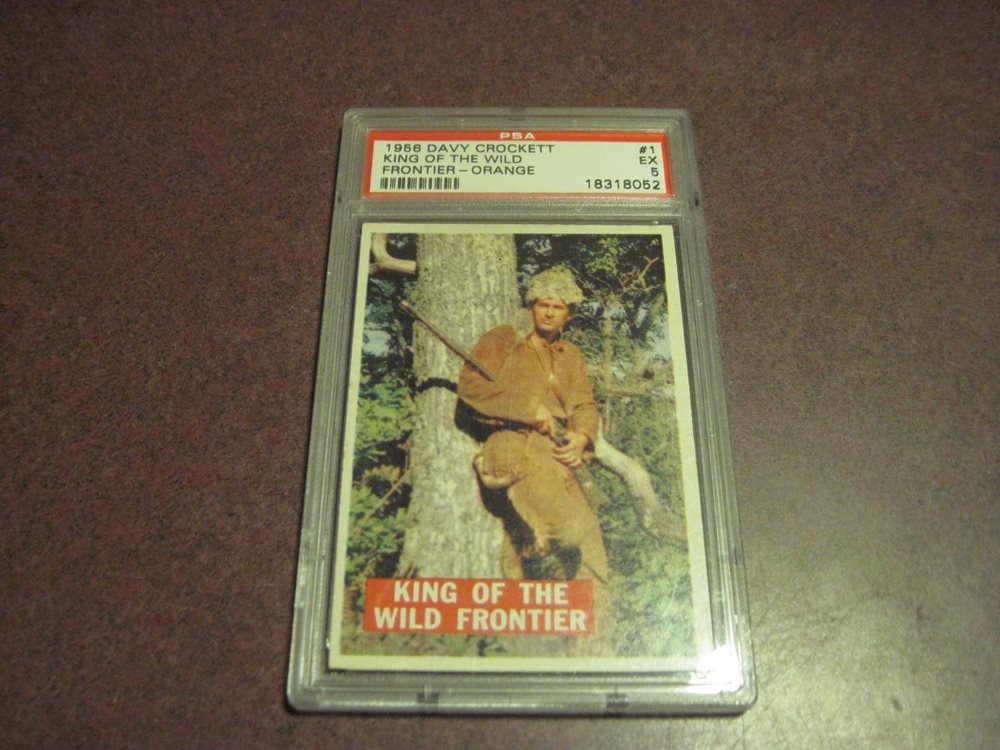 PSA
1956 DAVY CROCKETT #1
KING OF THE WILD EX
FRONTIER - ORANGE 5
18318052
KING OF THE
WILD FRONTIER